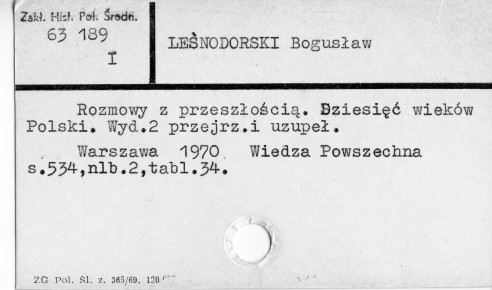 Zakł. Hist. Pol. Średn.
63 189
I
LEŚNODORSKI Bogusław
Rozmowy z przeszłością. Dziesięć wieków
Polski. Wyd.2 przejrz.i uzupeł.
Warszawa 1970 Wiedza Powszechna
s.534,nlb.2,tabl.34.
ZG Pol. Śl. z. 365/69. 120